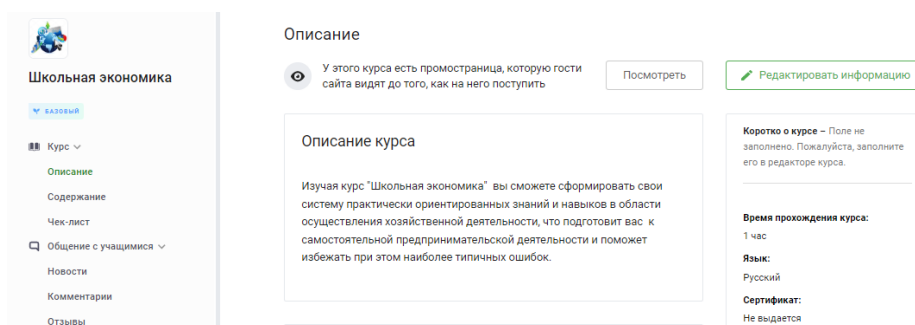 Школьная экономика
БАЗОВЫЙ
Курс
Описание
Содержание
Чек-лист
Общение с учащимися
Новости
Комментарии
Отзывы
Описание
У этого курса есть промостраница, которую гости
сайта видят до того, как на него поступить
Посмотреть
Редактировать информацию
Описание курса
Изучая курс "Школьная экономика" вы сможете сформировать свои
систему практически ориентированных знаний и навыков в области
осуществления хозяйственной деятельности, что подготовит вас к
самостоятельной предпринимательской деятельности и поможет
избежать при этом наиболее типичных ошибок.
Коротко о курсе – Поле не
заполнено. Пожалуйста, заполните
его в редакторе курса.
Время прохождения курса:
1 час
Язык:
Русский
Сертификат:
Не выдается